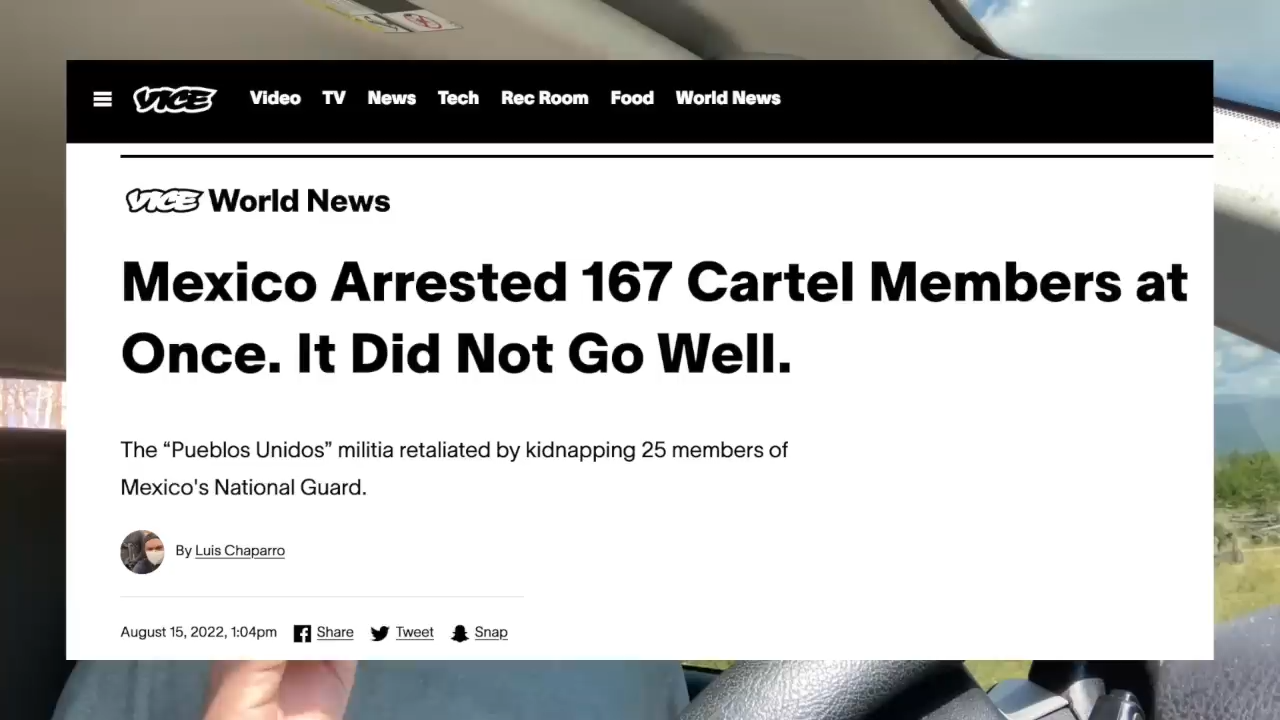 VICE Video TV News Tech Rec Room Food World News
VICE World News
Mexico Arrested 167 Cartel Members at
Once. It Did Not Go Well.
The “Pueblos Unidos” militia retaliated by kidnapping 25 members of
Mexico's National Guard.
By Luis Chaparro
August 15, 2022, 1:04pm Share Tweet Snap